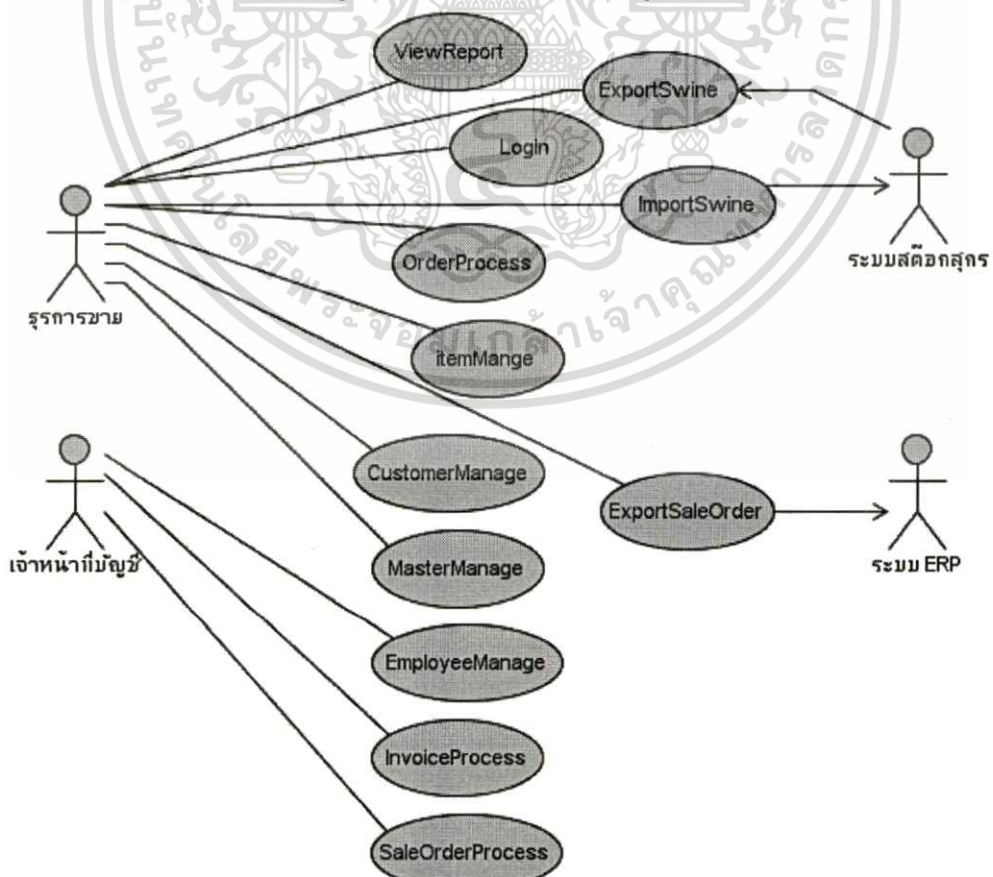 ViewReport
ExportSwine
Login
ImportSwine
ระบบสต๊อกสุกร
OrderProcess
ธุรการขาย
itemMange
CustomerManage
ExportSaleOrder
เจ้าหน้าที่บัญชี
MasterManage
ระบบ ERP
EmployeeManage
InvoiceProcess
SaleOrderProcess